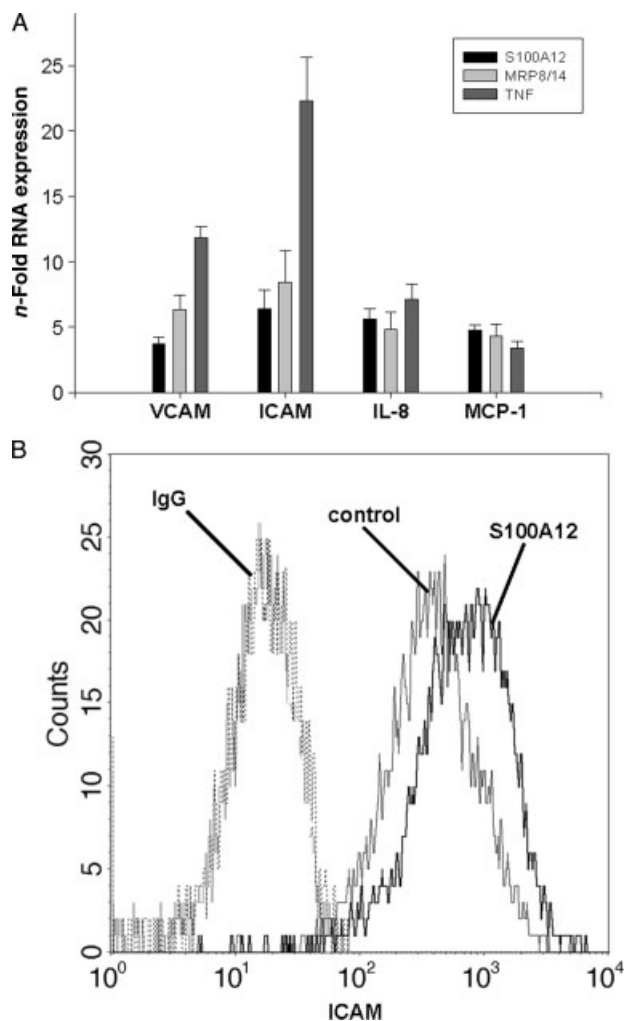 A
n-Fold RNA expression
25
20
15
10
5
0
S100A12
MRP8/14
TNF
VCAM ICAM IL-8 MCP-1
B
Counts
30
25
20
15
10
5
0
IgG
control
S100A12
10^0 10^1 10^2 10^3 10^4
ICAM